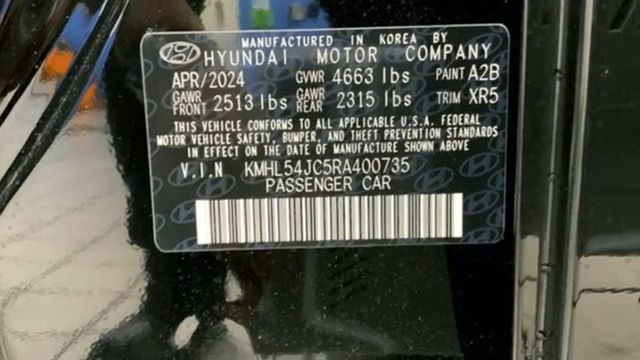 MANUFACTURED IN KOREA BY
HYUNDAI MOTOR COMPANY
APR/2024 GVWR 4663 lbs PAINT A2B
GAWR FRONT 2513 lbs GAWR REAR 2315 lbs TRIM XR5
THIS VEHICLE CONFORMS TO ALL APPLICABLE U.S.A. FEDERAL
MOTOR VEHICLE SAFETY, BUMPER, AND THEFT PREVENTION STANDARDS
IN EFFECT ON THE DATE OF MANUFACTURE SHOWN ABOVE
V.I.N KMHL54JC5RA400735
PASSENGER CAR